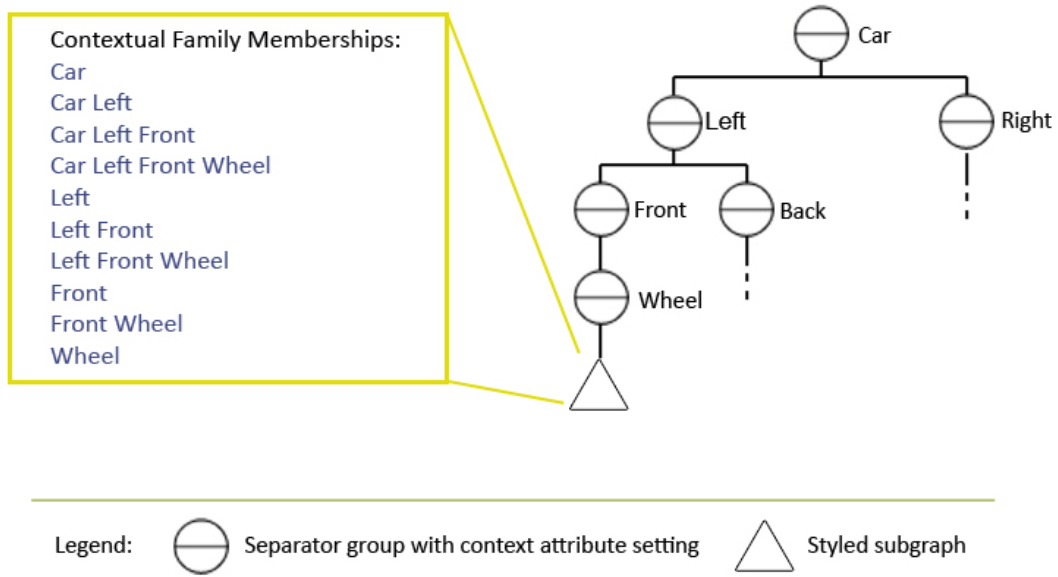 Contextual Family Memberships:
Car
Car Left
Car Left Front
Car Left Front Wheel
Left
Left Front
Left Front Wheel
Front
Front Wheel
Wheel
Car
Left
Right
Front
Back
Wheel
Legend:
Separator group with context attribute setting
Styled subgraph